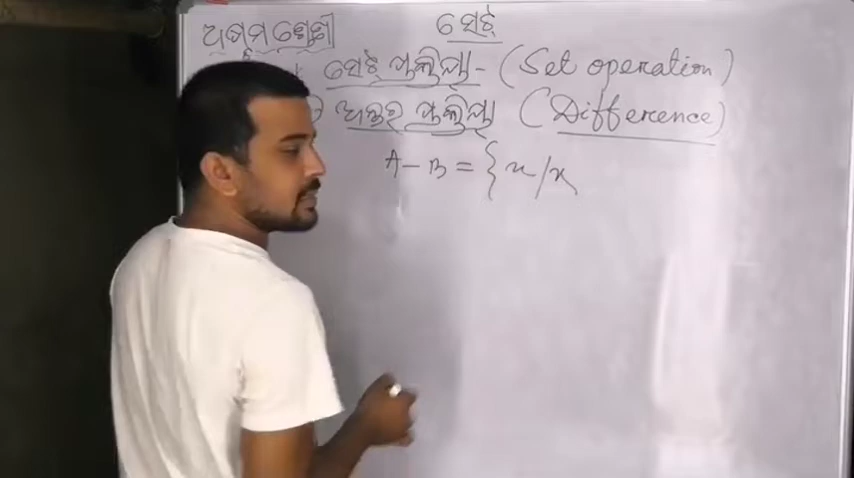 ଅଷ୍ଟମ ଶ୍ରେଣୀ ସେଟ୍
ସେଟ୍ ପ୍ରକ୍ରିୟା - (Set operation)
ଅନ୍ତର ପ୍ରକ୍ରିୟା (Difference)
A - B = { x / x